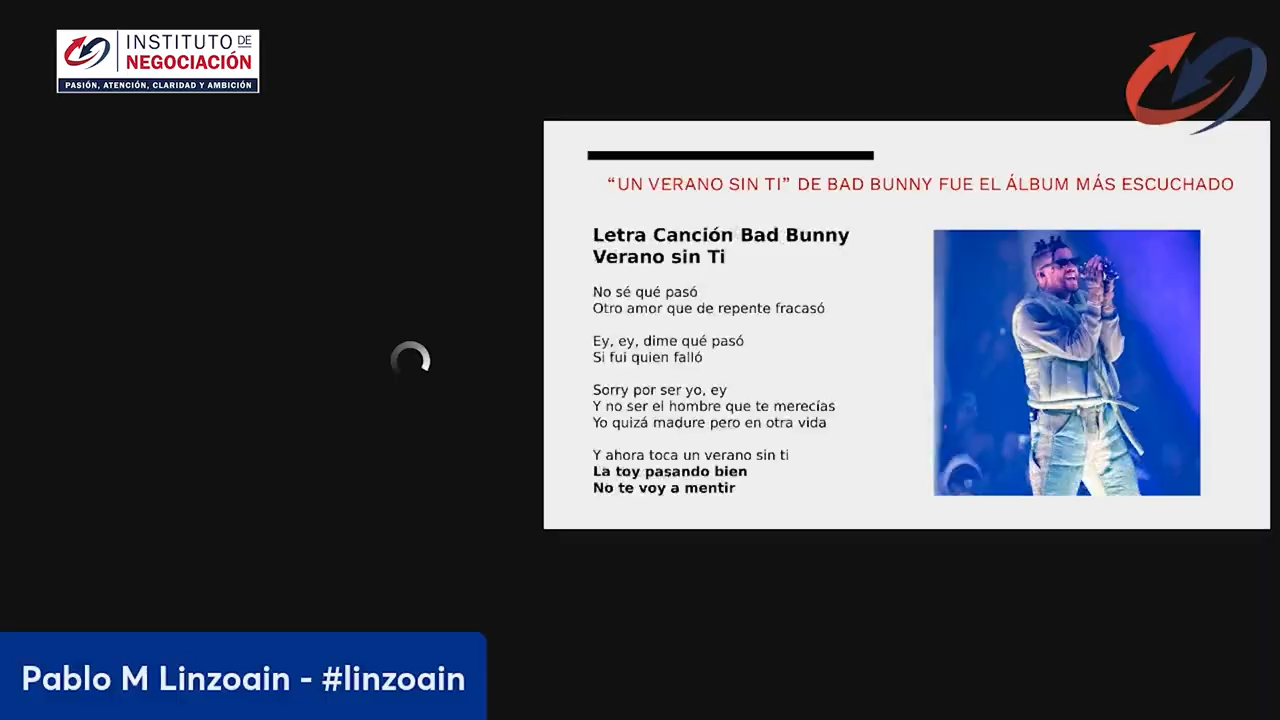 INSTITUTO DE
NEGOCIACIÓN
PASIÓN, ATENCIÓN, CLARIDAD Y AMBICIÓN
“UN VERANO SIN TI” DE BAD BUNNY FUE EL ÁLBUM MÁS ESCUCHADO
Letra Canción Bad Bunny
Verano sin Ti
No sé qué pasó
Otro amor que de repente fracasó
Ey, ey, dime qué pasó
Si fui quien falló
Sorry por ser yo, ey
Y no ser el hombre que te merecías
Yo quizá madure pero en otra vida
Y ahora toca un verano sin ti
La toy pasando bien
No te voy a mentir
Pablo M Linzoain - #linzoain